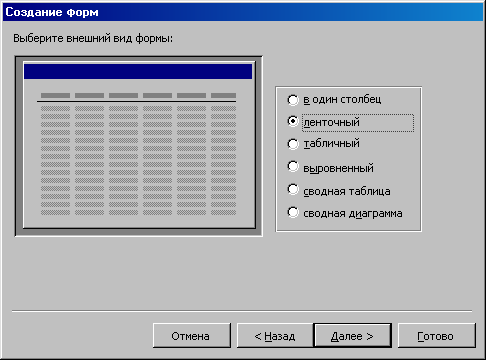 Создание форм
Выберите внешний вид формы:
в один столбец
ленточный
табличный
выровненный
сводная таблица
сводная диаграмма
Отмена
< Назад
Далее >
Готово